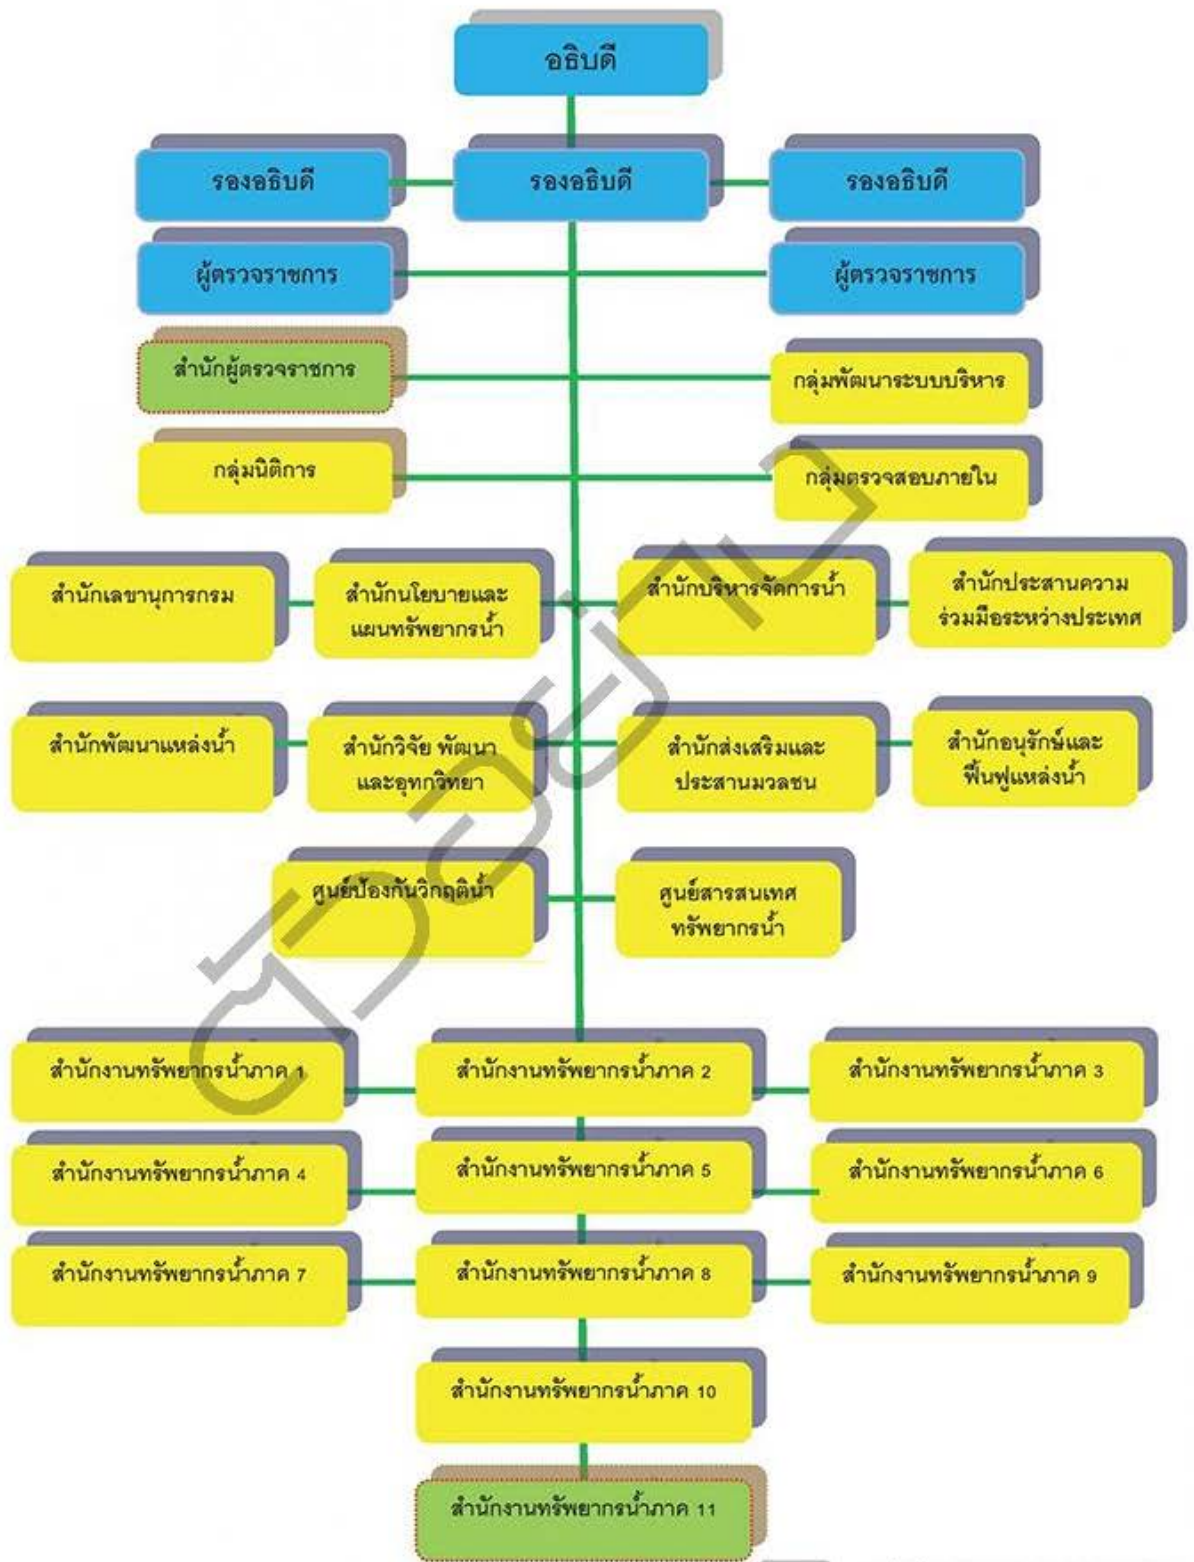 อธิบดี
รองอธิบดี
รองอธิบดี
รองอธิบดี
ผู้ตรวจราชการ
ผู้ตรวจราชการ
สำนักผู้ตรวจราชการ
กลุ่มพัฒนาระบบบริหาร
กลุ่มนิติการ
กลุ่มตรวจสอบภายใน
สำนักเลขานุการกรม
สำนักนโยบายและ
แผนทรัพยากรน้ำ
สำนักบริหารจัดการน้ำ
สำนักประสานความ
ร่วมมือระหว่างประเทศ
สำนักพัฒนาแหล่งน้ำ
สำนักวิจัย พัฒนา
และอุทกวิทยา
สำนักส่งเสริมและ
ประสานมวลชน
สำนักอนุรักษ์และ
ฟื้นฟูแหล่งน้ำ
ศูนย์ป้องกันวิกฤติน้ำ
ศูนย์สารสนเทศ
ทรัพยากรน้ำ
สำนักงานทรัพยากรน้ำภาค 1
สำนักงานทรัพยากรน้ำภาค 2
สำนักงานทรัพยากรน้ำภาค 3
สำนักงานทรัพยากรน้ำภาค 4
สำนักงานทรัพยากรน้ำภาค 5
สำนักงานทรัพยากรน้ำภาค 6
สำนักงานทรัพยากรน้ำภาค 7
สำนักงานทรัพยากรน้ำภาค 8
สำนักงานทรัพยากรน้ำภาค 9
สำนักงานทรัพยากรน้ำภาค 10
สำนักงานทรัพยากรน้ำภาค 11
ตัวอย่าง